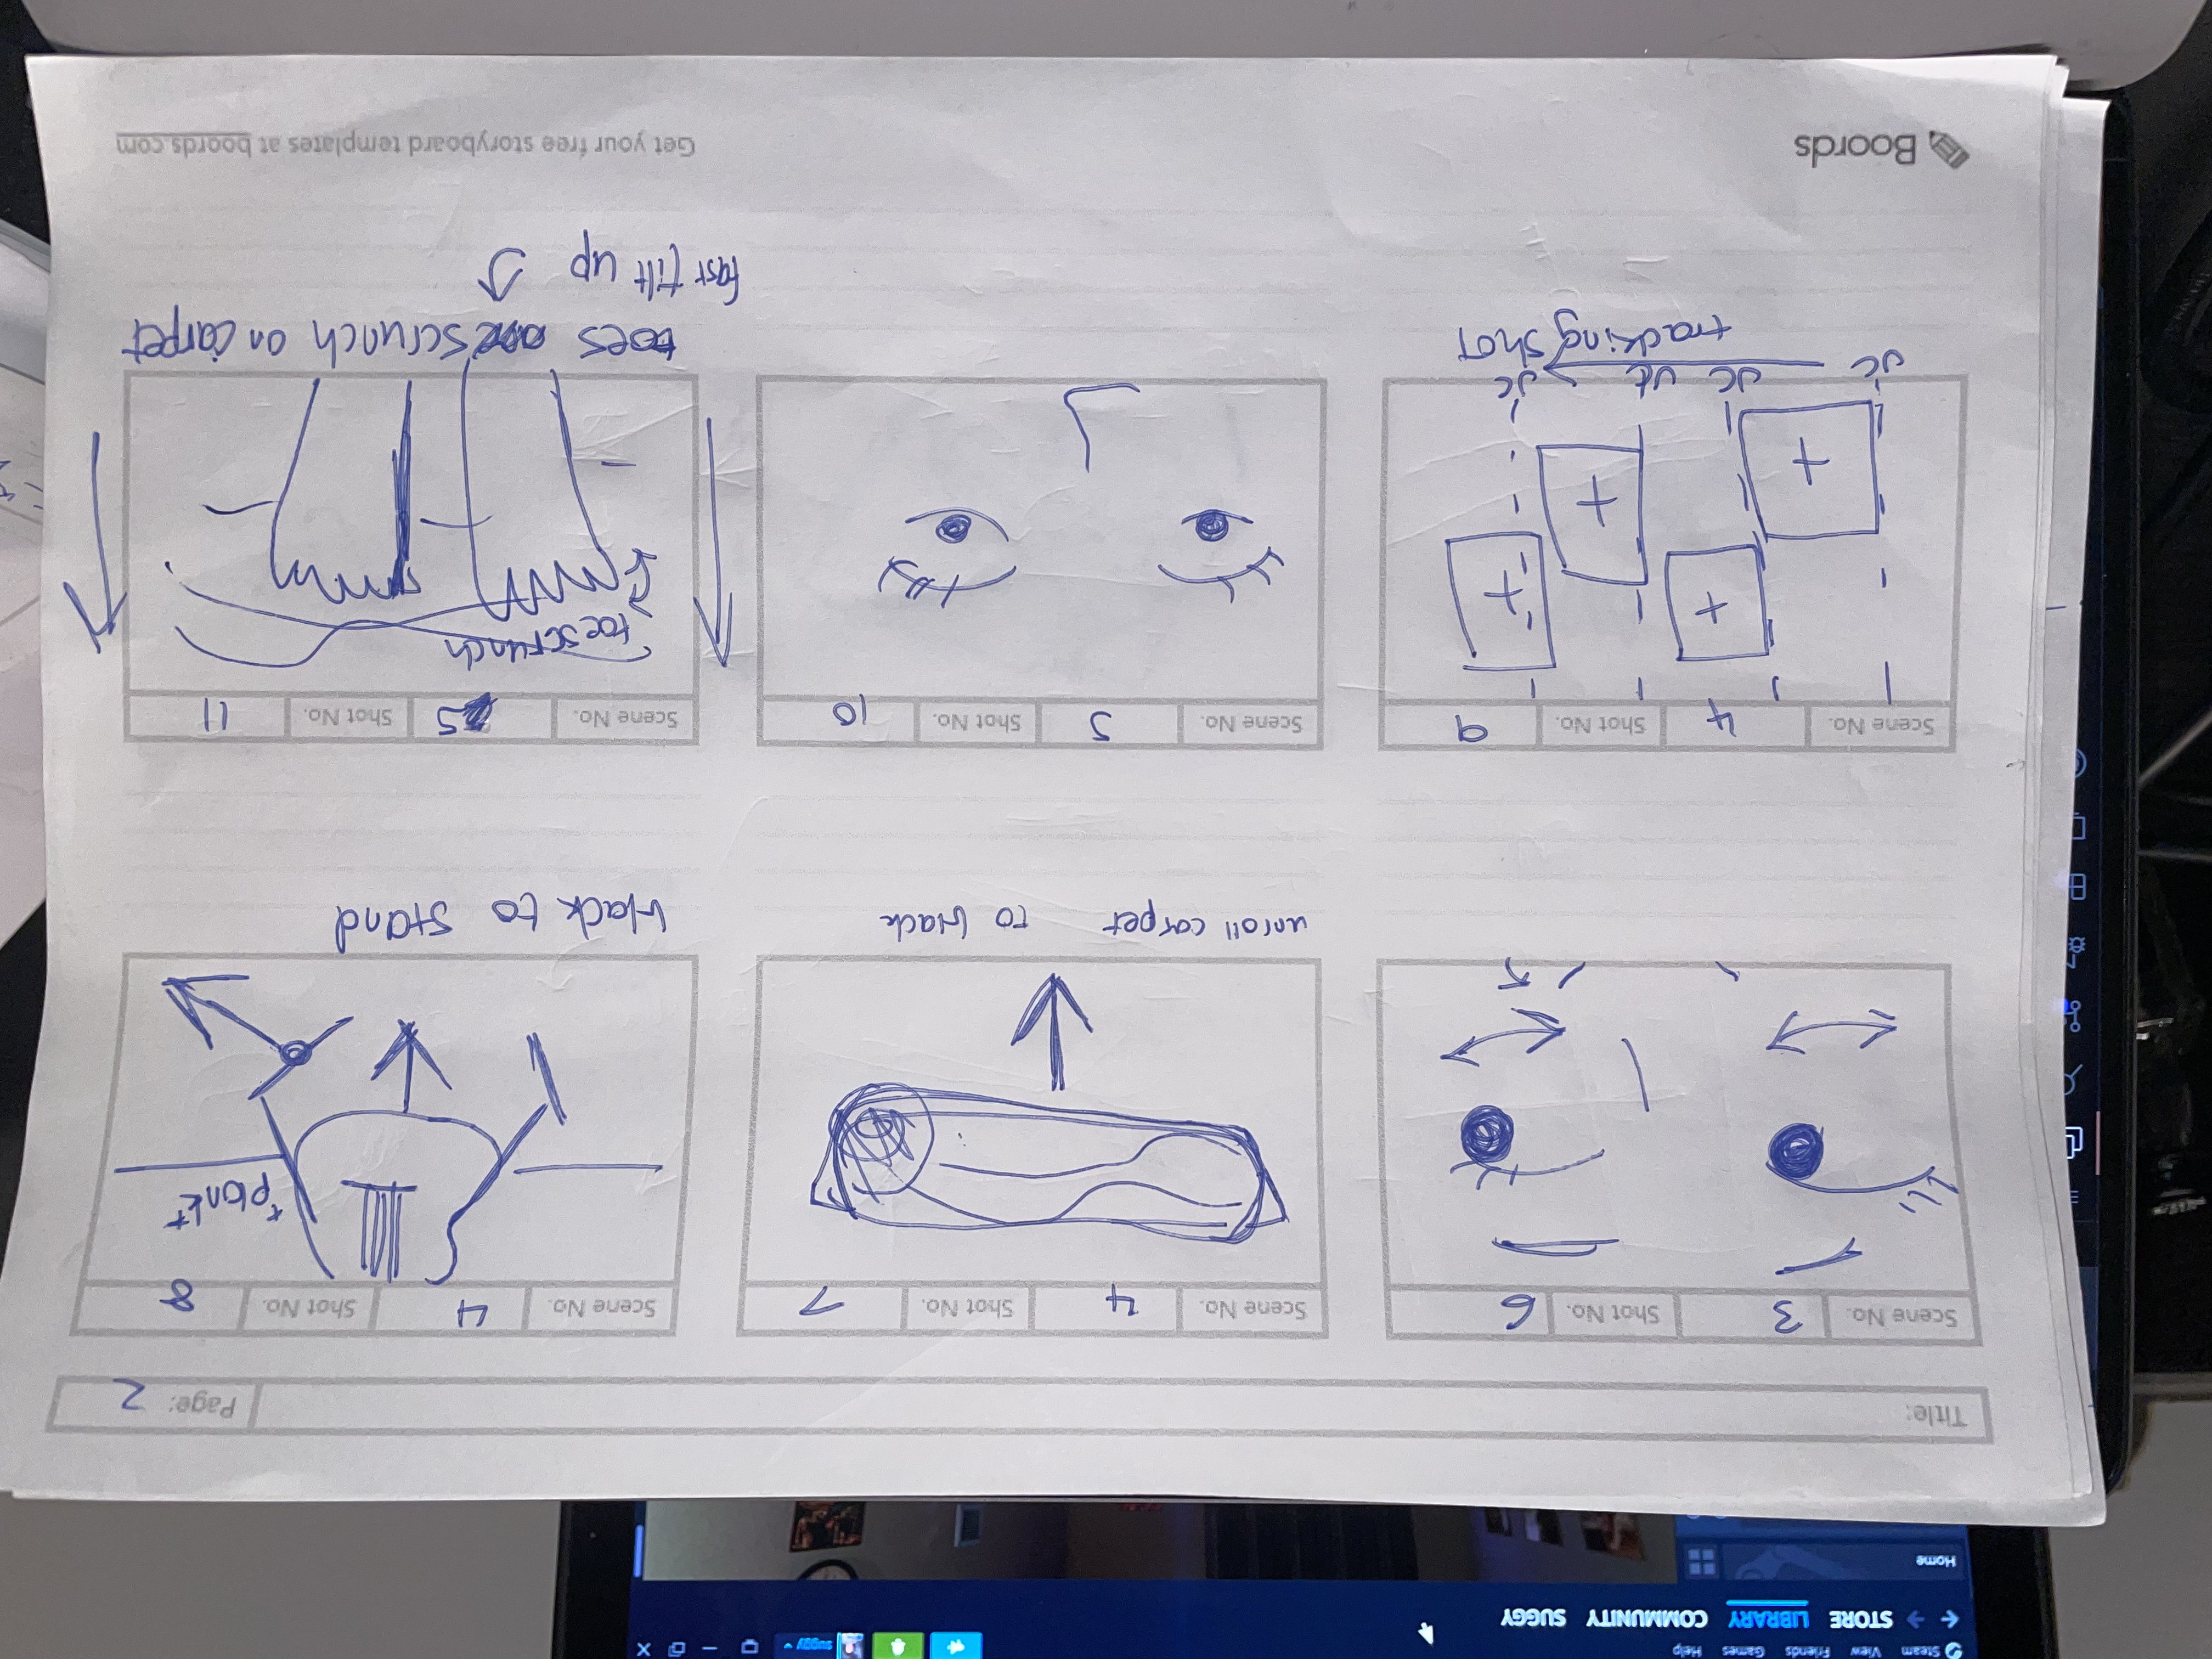 Steam View Friends Games Help
suggy
STORE LIBRARY COMMUNITY SUGGY
Home
Title:
Page: 2
Scene No. 3 Shot No. 6
Scene No. 4 Shot No. 7
Scene No. 4 Shot No. 8
*plonk*
unroll carpet to black
black to stand
Scene No. 4 Shot No. 9
Scene No. 5 Shot No. 10
Scene No. 5 Shot No. 11
toe scrunch
tracking shot
toes scrunch on carpet
fast tilt up
Boords
Get your free storyboard templates at boords.com